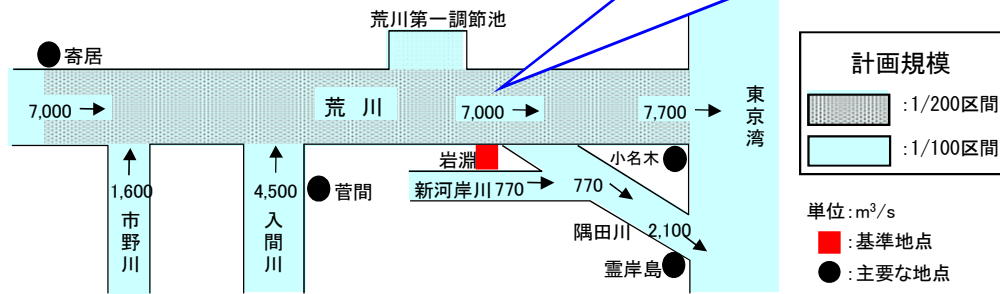 荒川第一調節池
寄居
7,000
荒 川
7,000
7,700
東京湾
計画規模
:1/200区間
:1/100区間
岩淵
小名木
1,600
市野川
4,500
入間川
菅間
新河岸川 770
770
隅田川
2,100
霊岸島
単位:m³/s
:基準地点
:主要な地点